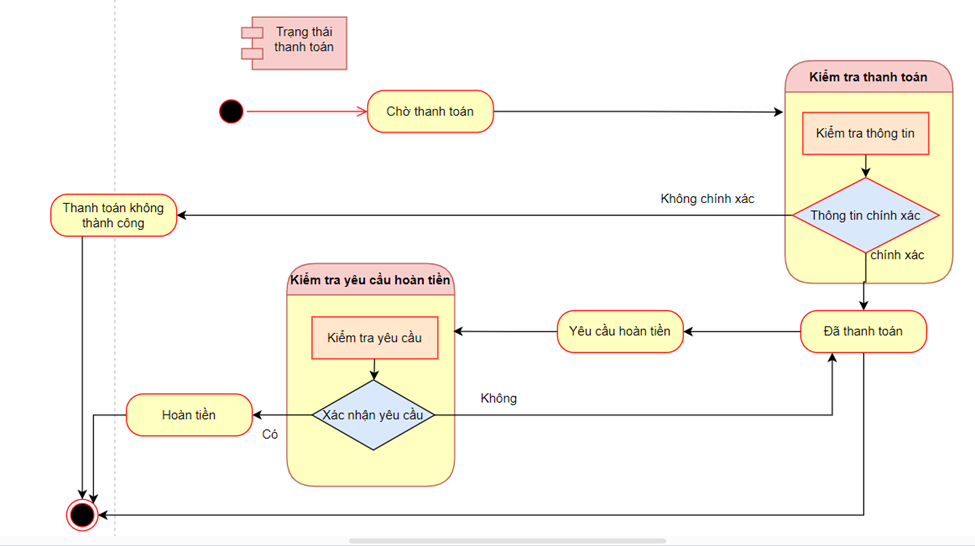 Trạng thái
thanh toán
Kiểm tra thanh toán
Chờ thanh toán
Kiểm tra thông tin
Không chính xác
Thanh toán không
thành công
Thông tin chính xác
chính xác
Kiểm tra yêu cầu hoàn tiền
Kiểm tra yêu cầu
Yêu cầu hoàn tiền
Đã thanh toán
Không
Hoàn tiền
Xác nhận yêu cầu
Có